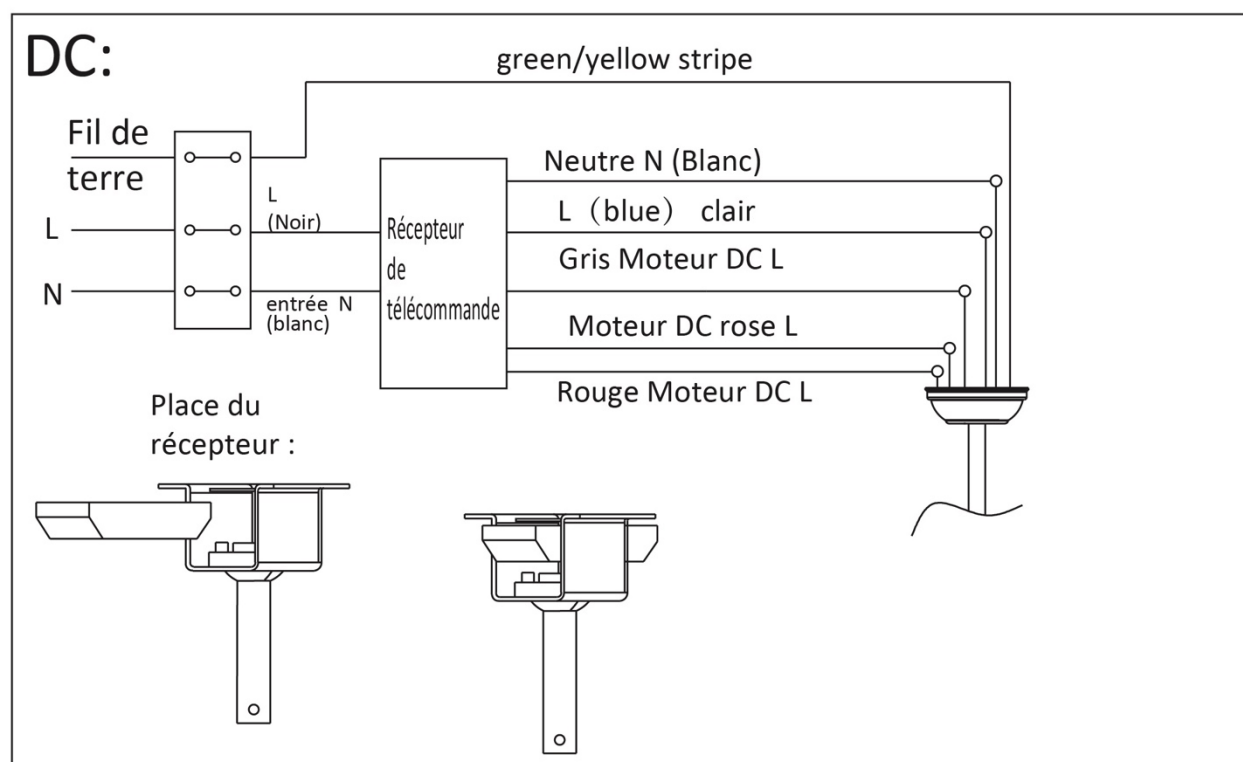 DC:
green/yellow stripe
Fil de
terre
L
N
L
(Noir)
entrée N
(blanc)
Récepteur
de
télécommande
Neutre N (Blanc)
L（blue） clair
Gris Moteur DC L
Moteur DC rose L
Rouge Moteur DC L
Place du
récepteur :